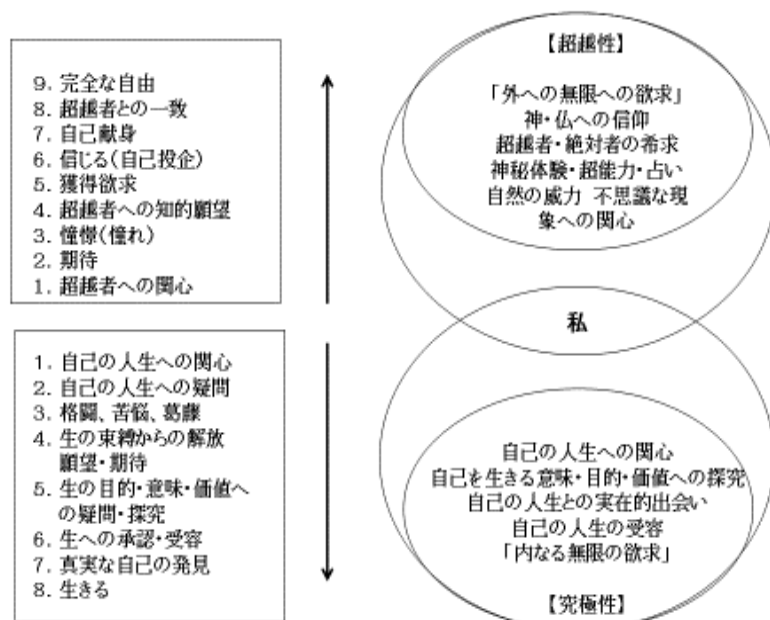 9. 完全な自由
8. 超越者との一致
7. 自己献身
6. 信じる(自己投企)
5. 獲得欲求
4. 超越者への知的願望
3. 憧憬(憧れ)
2. 期待
1. 超越者への関心
1. 自己の人生への関心
2. 自己の人生への疑問
3. 格闘、苦悩、葛藤
4. 生の束縛からの解放
願望・期待
5. 生の目的・意味・価値へ
の疑問・探究
6. 生への承認・受容
7. 真実な自己の発見
8. 生きる
【超越性】
「外への無限への欲求」
神・仏への信仰
超越者・絶対者の希求
神秘体験・超能力・占い
自然の威力 不思議な現
象への関心
私
自己の人生への関心
自己を生きる意味・目的・価値への探究
自己の人生との実在的出会い
自己の人生の受容
「内なる無限の欲求」
【究極性】